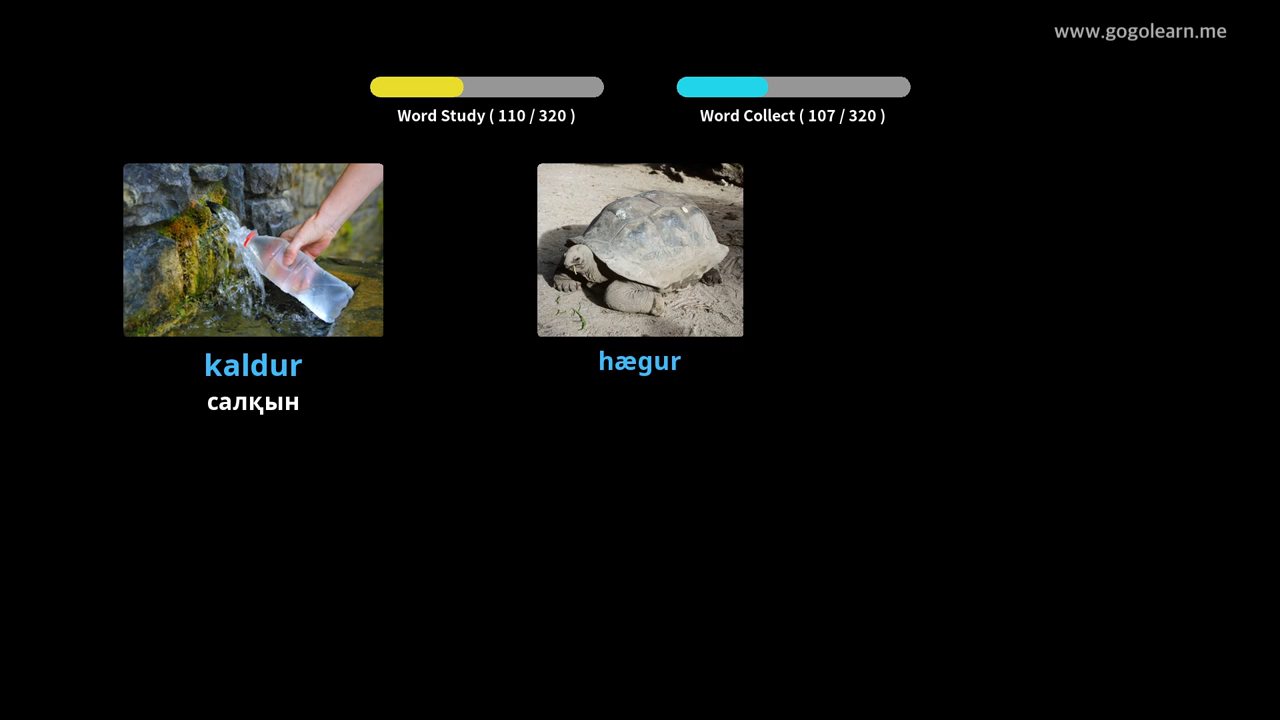 www.gogolearn.me
Word Study ( 110 / 320 )
Word Collect ( 107 / 320 )
kaldur
салқын
hægur